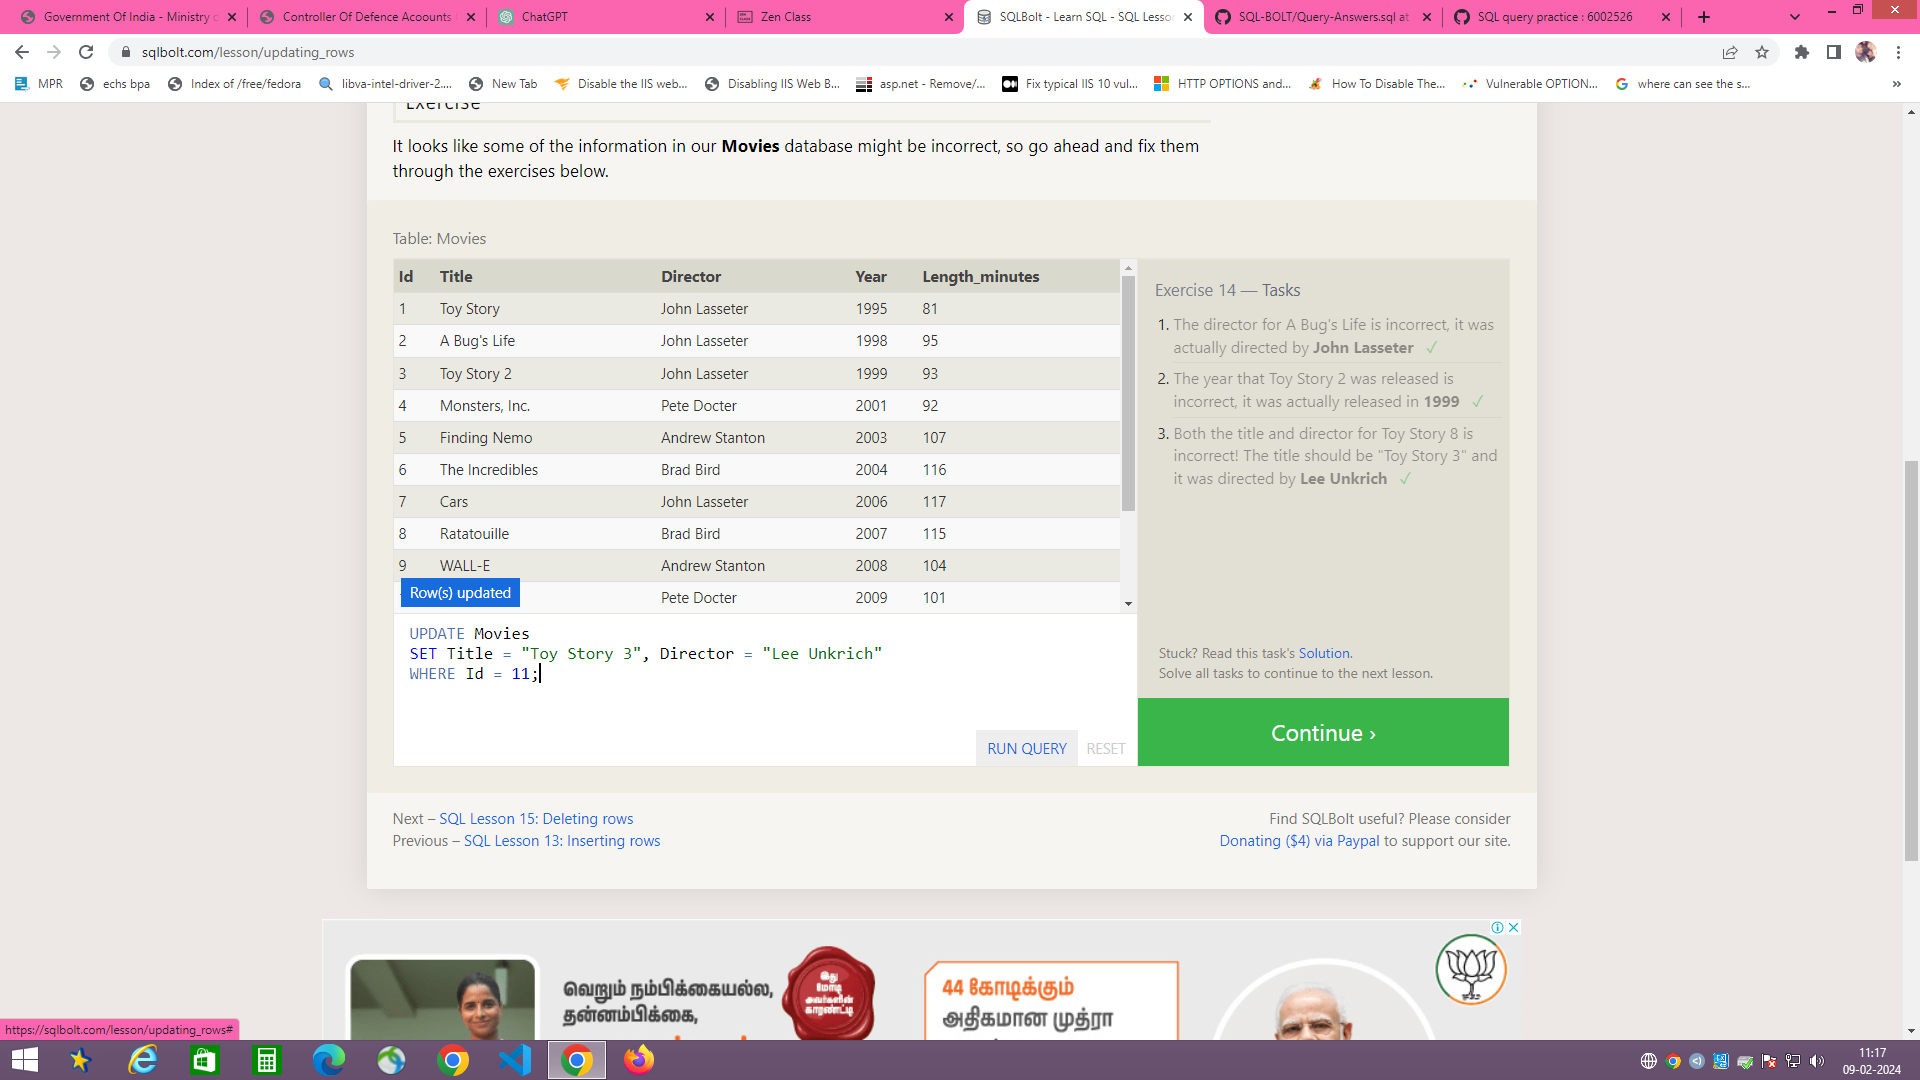 Government Of India - Ministry
Controller Of Defence Acoounts
ChatGPT
Zen Class
SQLBolt - Learn SQL - SQL Lesso
SQL-BOLT/Query-Answers.sql at
SQL query practice : 6002526
sqlbolt.com/lesson/updating_rows
MPR
echs bpa
Index of /free/fedora
libva-intel-driver-2....
New Tab
Disable the IIS web...
Disabling IIS Web B...
asp.net - Remove/...
Fix typical IIS 10 vul...
HTTP OPTIONS and...
How To Disable The...
Vulnerable OPTION...
where can see the s...
»
Exercise
It looks like some of the information in our Movies database might be incorrect, so go ahead and fix them
through the exercises below.
Table: Movies
Id Title Director Year Length_minutes
1 Toy Story John Lasseter 1995 81
2 A Bug's Life John Lasseter 1998 95
3 Toy Story 2 John Lasseter 1999 93
4 Monsters, Inc. Pete Docter 2001 92
5 Finding Nemo Andrew Stanton 2003 107
6 The Incredibles Brad Bird 2004 116
7 Cars John Lasseter 2006 117
8 Ratatouille Brad Bird 2007 115
9 WALL-E Andrew Stanton 2008 104
Pete Docter 2009 101
Row(s) updated
UPDATE Movies
SET Title = "Toy Story 3", Director = "Lee Unkrich"
WHERE Id = 11;
RUN QUERY RESET
Exercise 14 — Tasks
1. The director for A Bug's Life is incorrect, it was
actually directed by John Lasseter ✓
2. The year that Toy Story 2 was released is
incorrect, it was actually released in 1999 ✓
3. Both the title and director for Toy Story 8 is
incorrect! The title should be "Toy Story 3" and
it was directed by Lee Unkrich ✓
Stuck? Read this task's Solution.
Solve all tasks to continue to the next lesson.
Continue ›
Next – SQL Lesson 15: Deleting rows
Previous – SQL Lesson 13: Inserting rows
Find SQLBolt useful? Please consider
Donating ($4) via Paypal to support our site.
வெறும் நம்பிக்கையல்ல,
தன்னம்பிக்கை,
இது
மோடி
அவர்களின்
காரண்ட்டி
44 கோடிக்கும்
அதிகமான முத்ரா
https://sqlbolt.com/lesson/updating_rows#
11:17
09-02-2024